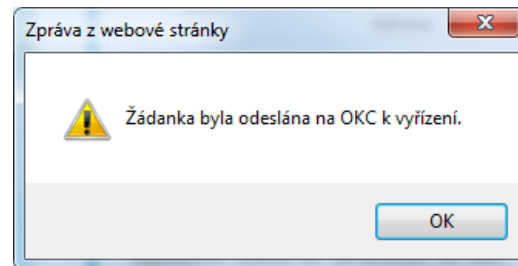 Zpráva z webové stránky
Žádanka byla odeslána na OKC k vyřízení.
OK